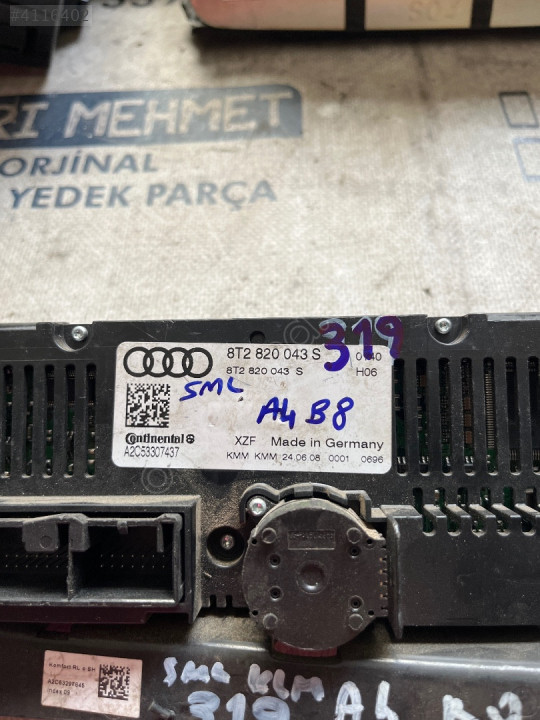 #4116402
Rİ MEHMET
ORJİNAL
YEDEK PARÇA
8T2 820 043 S
319
8T2 820 043 S
H06
SML
A4 B8
Continental
A2C53307437
XZF Made in Germany
KMM KMM 24.06.08 0001 0696
SML KLM
319 A4